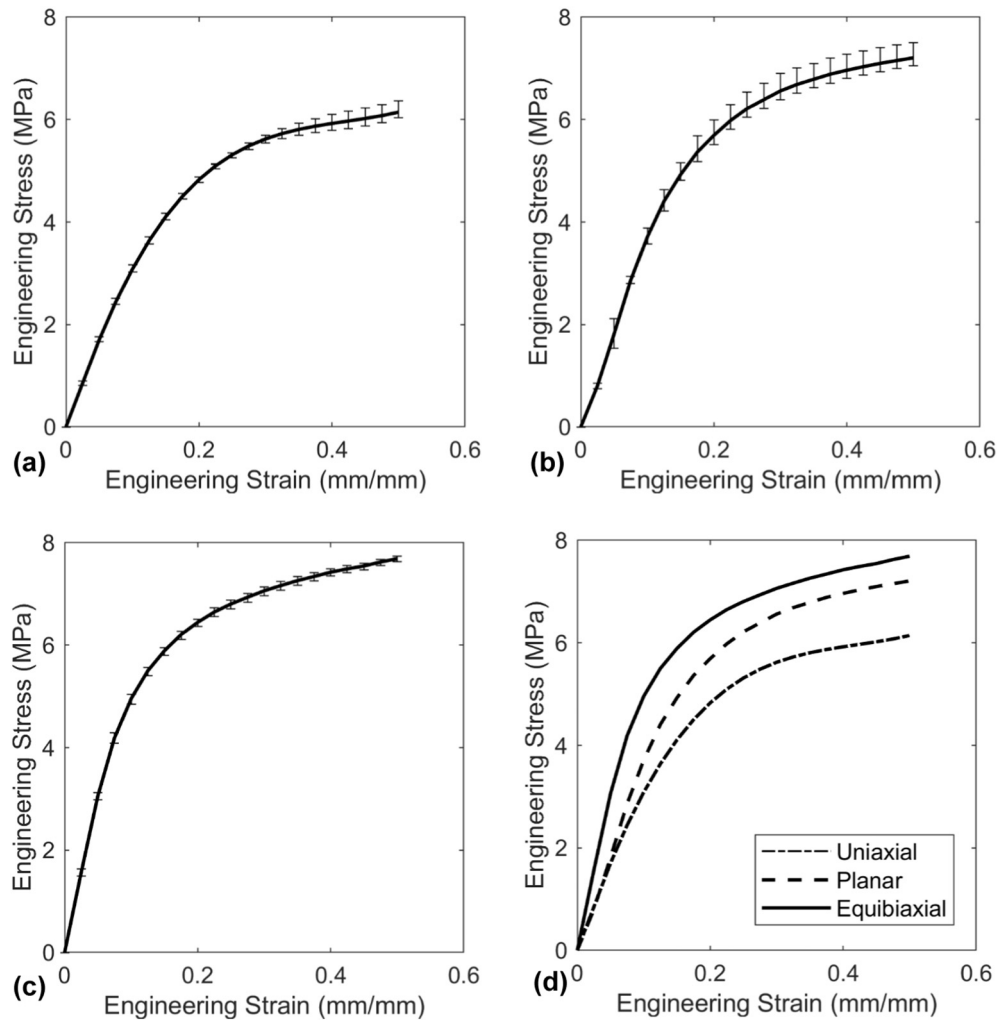 8
6
4
2
0
0
0.2
0.4
0.6
Engineering Stress (MPa)
Engineering Strain (mm/mm)
(a)
8
6
4
2
0
0
0.2
0.4
0.6
Engineering Stress (MPa)
Engineering Strain (mm/mm)
(b)
8
6
4
2
0
0
0.2
0.4
0.6
Engineering Stress (MPa)
Engineering Strain (mm/mm)
(c)
8
6
4
2
0
0
0.2
0.4
0.6
Engineering Stress (MPa)
Engineering Strain (mm/mm)
Uniaxial
Planar
Equibiaxial
(d)